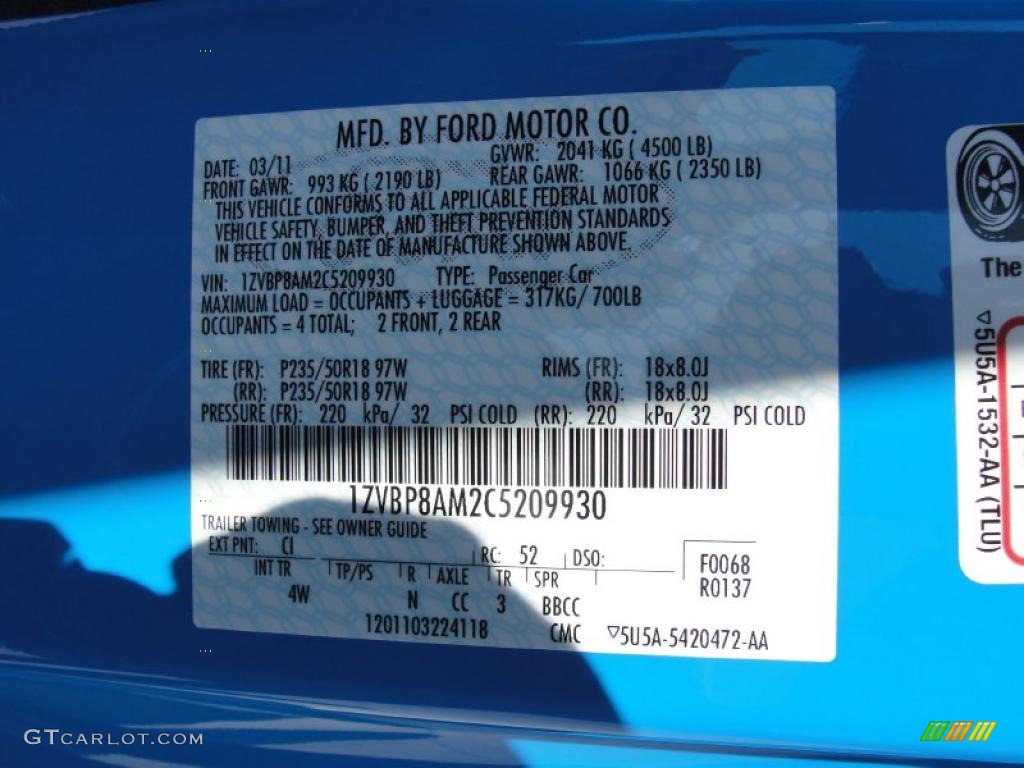 MFD. BY FORD MOTOR CO.
DATE: 03/11 GVWR: 2041 KG ( 4500 LB)
FRONT GAWR: 993 KG ( 2190 LB) REAR GAWR: 1066 KG ( 2350 LB)
THIS VEHICLE CONFORMS TO ALL APPLICABLE FEDERAL MOTOR
VEHICLE SAFETY, BUMPER, AND THEFT PREVENTION STANDARDS
IN EFFECT ON THE DATE OF MANUFACTURE SHOWN ABOVE.
VIN: 1ZVBP8AM2C5209930 TYPE: Passenger Car
MAXIMUM LOAD = OCCUPANTS + LUGGAGE = 317KG/ 700LB
OCCUPANTS = 4 TOTAL; 2 FRONT, 2 REAR
TIRE (FR): P235/50R18 97W RIMS (FR): 18x8.0J
(RR): P235/50R18 97W (RR): 18x8.0J
PRESSURE (FR): 220 kPa/ 32 PSI COLD (RR): 220 kPa/ 32 PSI COLD
1ZVBP8AM2C5209930
TRAILER TOWING - SEE OWNER GUIDE
EXT PNT: CI RC: 52 DSO: F0068
INT TR TP/PS R AXLE TR SPR R0137
4W N CC 3 BBCC
1201103224118 CMC ▽5U5A-5420472-AA
The
▽5U5A-1532-AA (TLU)
GTCARLOT.COM